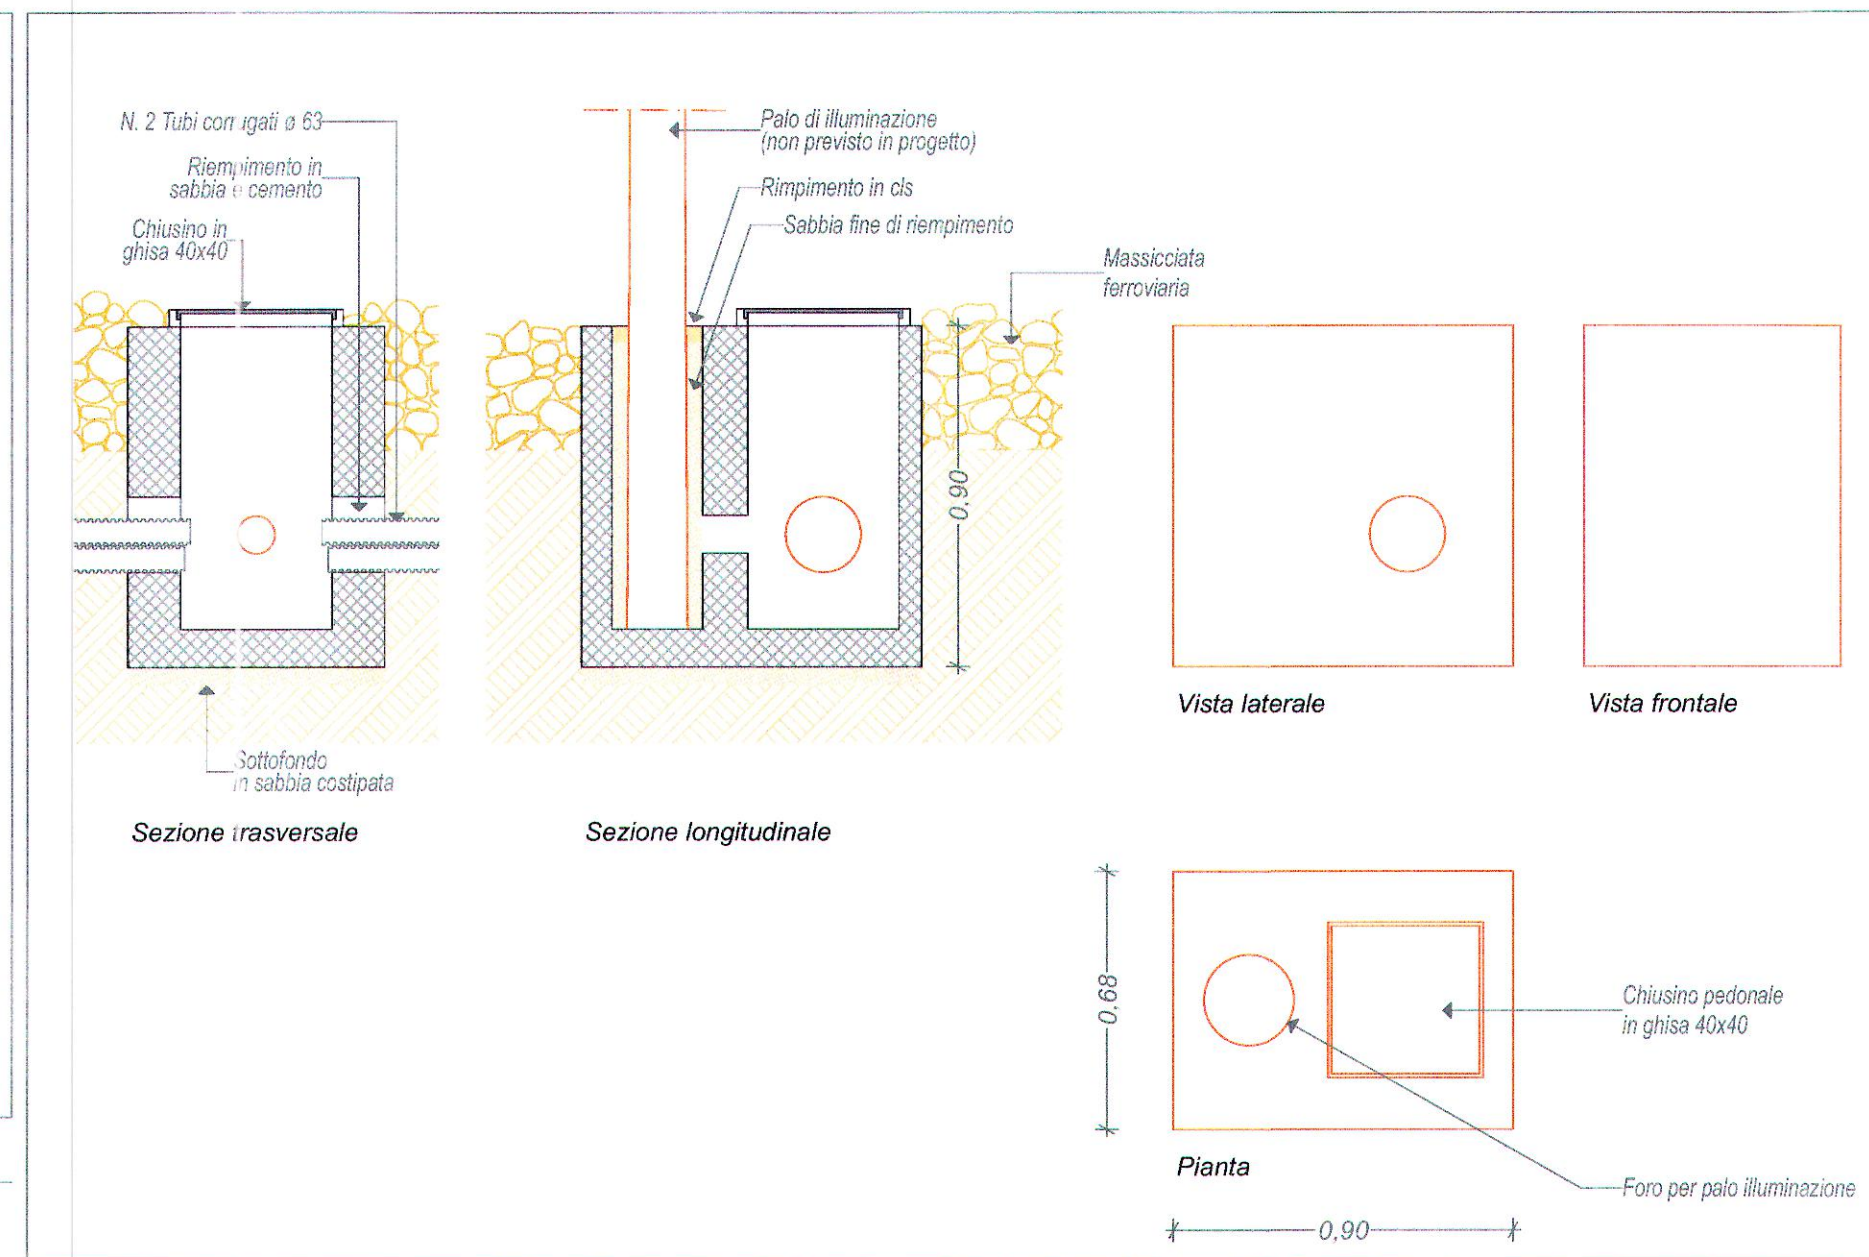 N. 2 Tubi corrugati ø 63
Riempimento in
sabbia e cemento
Chiusino in
ghisa 40x40
Palo di illuminazione
(non previsto in progetto)
Rimpimento in cls
Sabbia fine di riempimento
Massicciata
ferroviaria
0,90
Vista laterale
Vista frontale
Sottofondo
in sabbia costipata
Sezione trasversale
Sezione longitudinale
0.68
Chiusino pedonale
in ghisa 40x40
Pianta
Foro per palo illuminazione
0,90